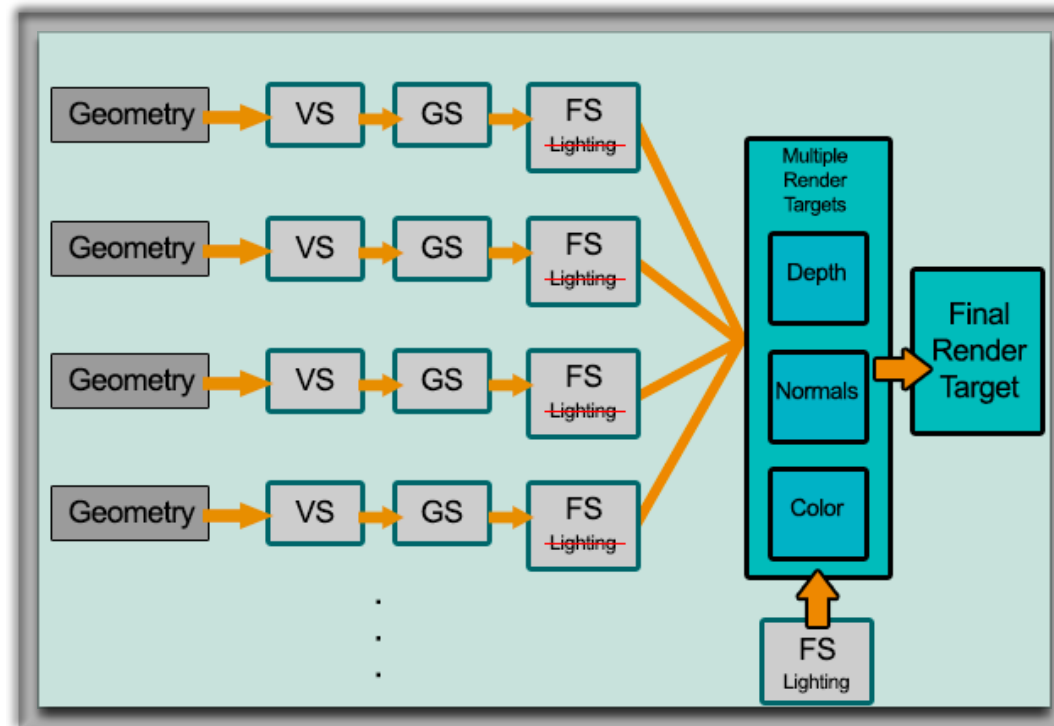 Geometry
VS
GS
FS
Lighting
Geometry
VS
GS
FS
Lighting
Geometry
VS
GS
FS
Lighting
Geometry
VS
GS
FS
Lighting
Multiple
Render
Targets
Depth
Normals
Color
Final
Render
Target
FS
Lighting